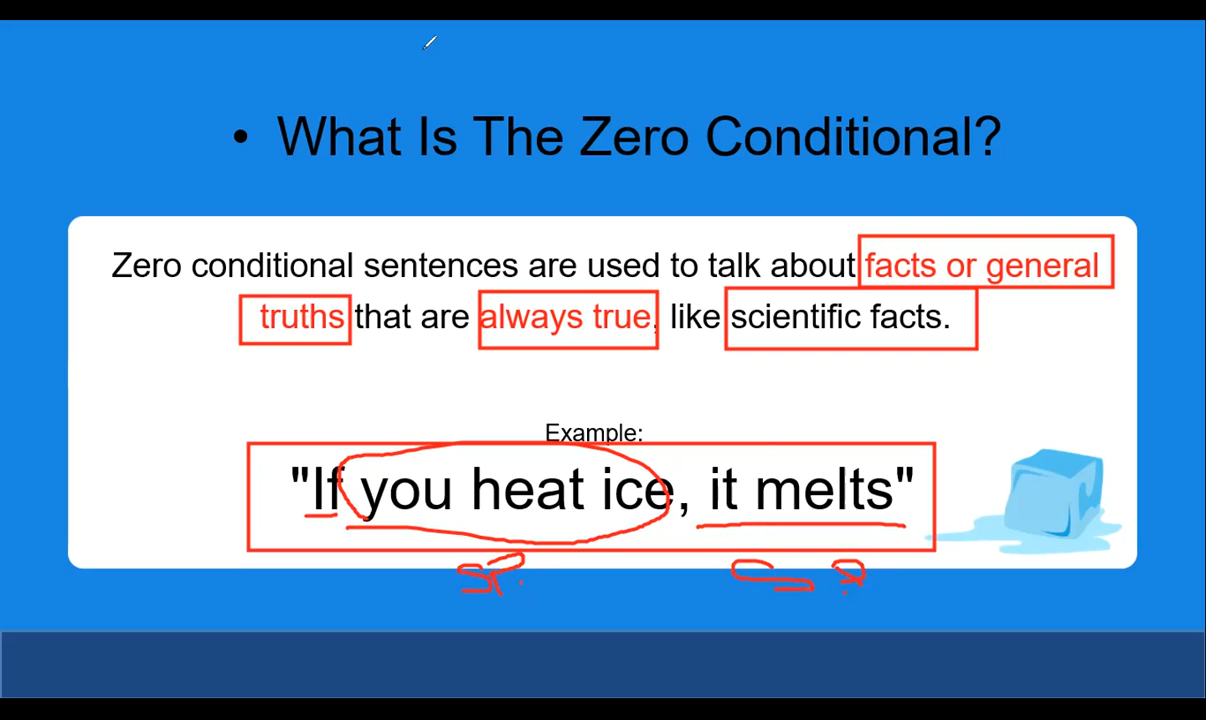 • What Is The Zero Conditional?
Zero conditional sentences are used to talk about facts or general
truths that are always true, like scientific facts.
Example:
"If you heat ice, it melts"
SP. S P.